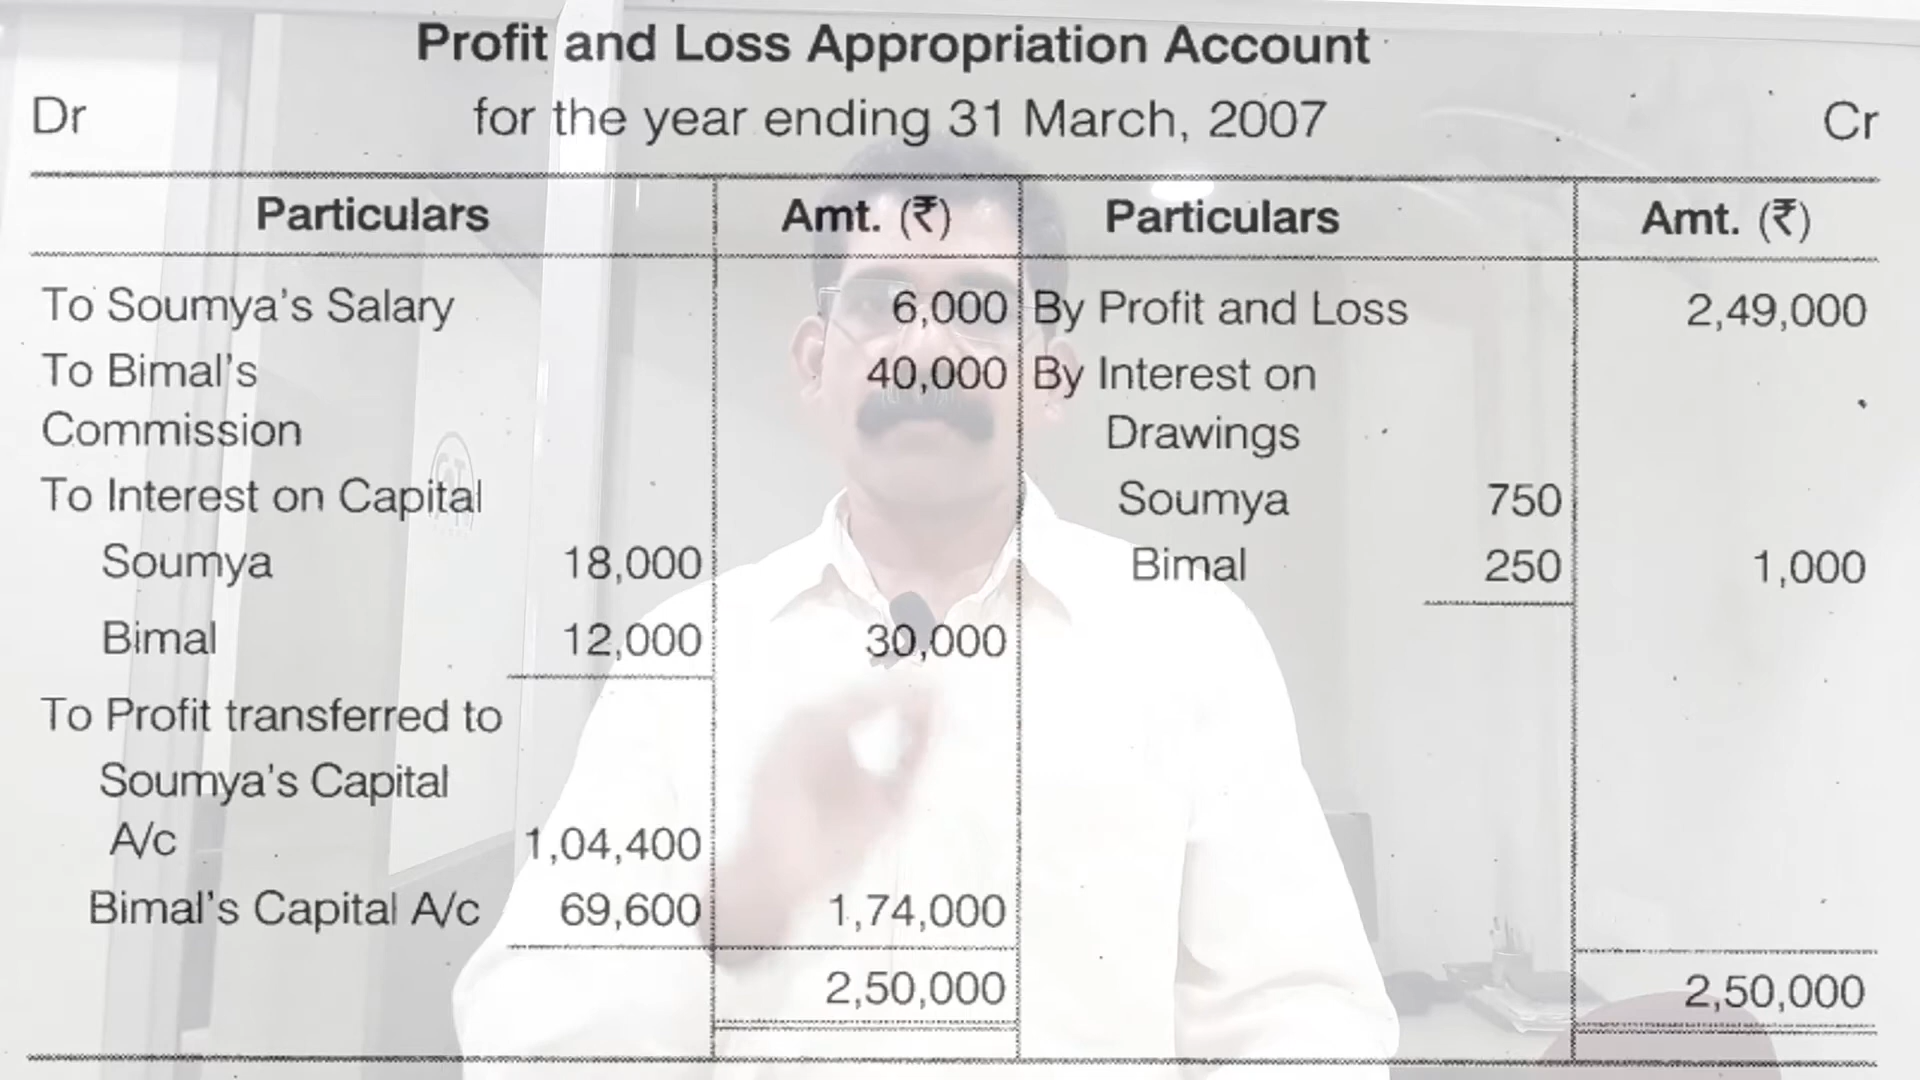 Profit and Loss Appropriation Account
Dr for the year ending 31 March, 2007 Cr
Particulars Amt. (₹) Particulars Amt. (₹)
To Soumya's Salary 6,000 By Profit and Loss 2,49,000
To Bimal's 40,000 By Interest on
Commission Drawings
To Interest on Capital Soumya 750
Soumya 18,000 Bimal 250 1,000
Bimal 12,000 30,000
To Profit transferred to
Soumya's Capital
A/c 1,04,400
Bimal's Capital A/c 69,600 1,74,000
2,50,000 2,50,000